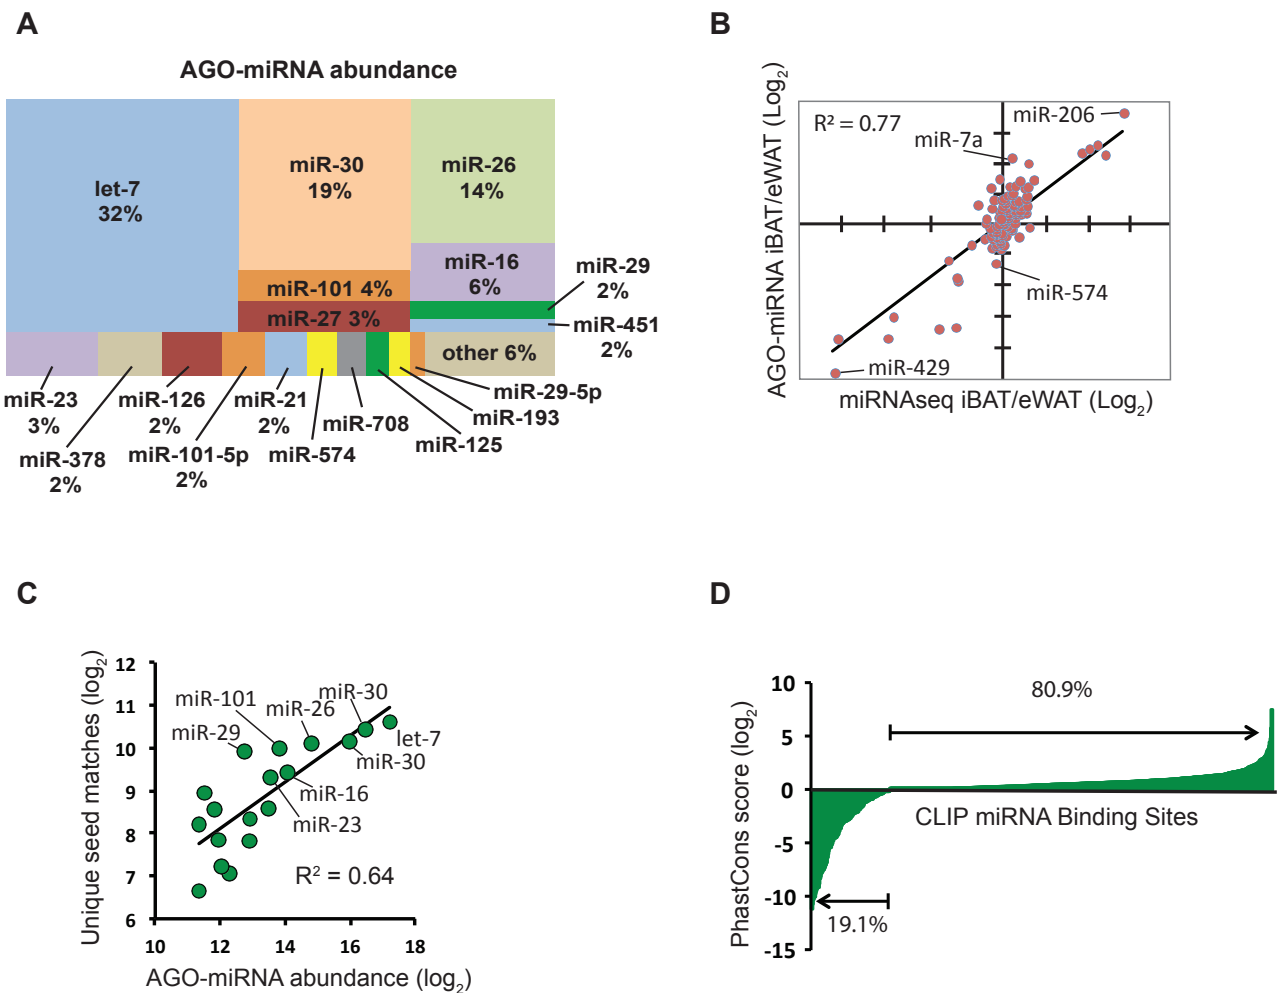 A
AGO-miRNA abundance
let-7
32%
miR-30
19%
miR-26
14%
miR-101 4%
miR-27 3%
miR-16
6%
miR-29
2%
miR-451
2%
other 6%
miR-23
3%
miR-378
2%
miR-126
2%
miR-101-5p
2%
miR-21
2%
miR-574
miR-708
miR-125
miR-193
miR-29-5p
B
AGO-miRNA iBAT/eWAT (Log2)
R² = 0.77
miR-206
miR-7a
miR-574
miR-429
miRNAseq iBAT/eWAT (Log2)
C
Unique seed matches (log2)
12
11
10
9
8
7
6
miR-101
miR-30
miR-26
miR-29
let-7
miR-30
miR-16
miR-23
R² = 0.64
10
12
14
16
18
AGO-miRNA abundance (log2)
D
PhastCons score (log2)
10
5
0
-5
-10
-15
80.9%
CLIP miRNA Binding Sites
19.1%